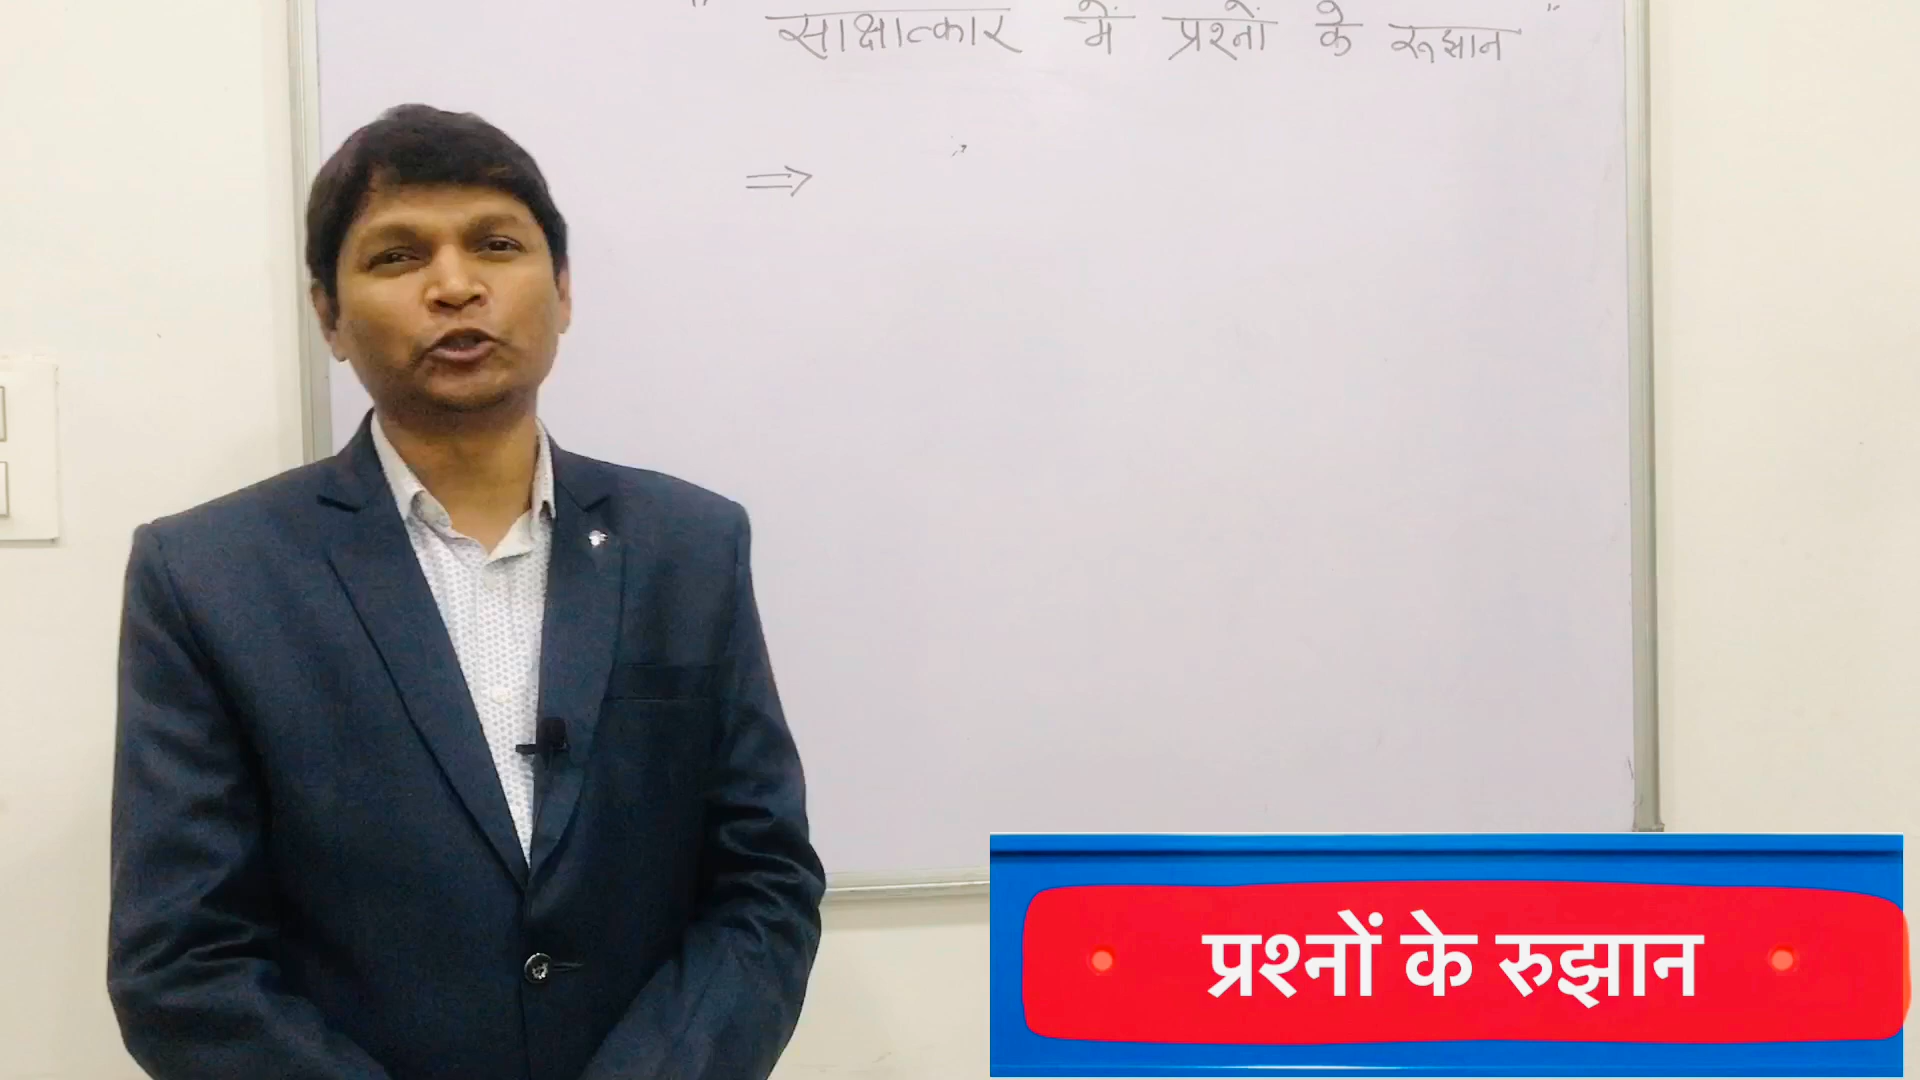 " साक्षात्कार में प्रश्नों के रूझान "
⇒
प्रश्नों के रुझान